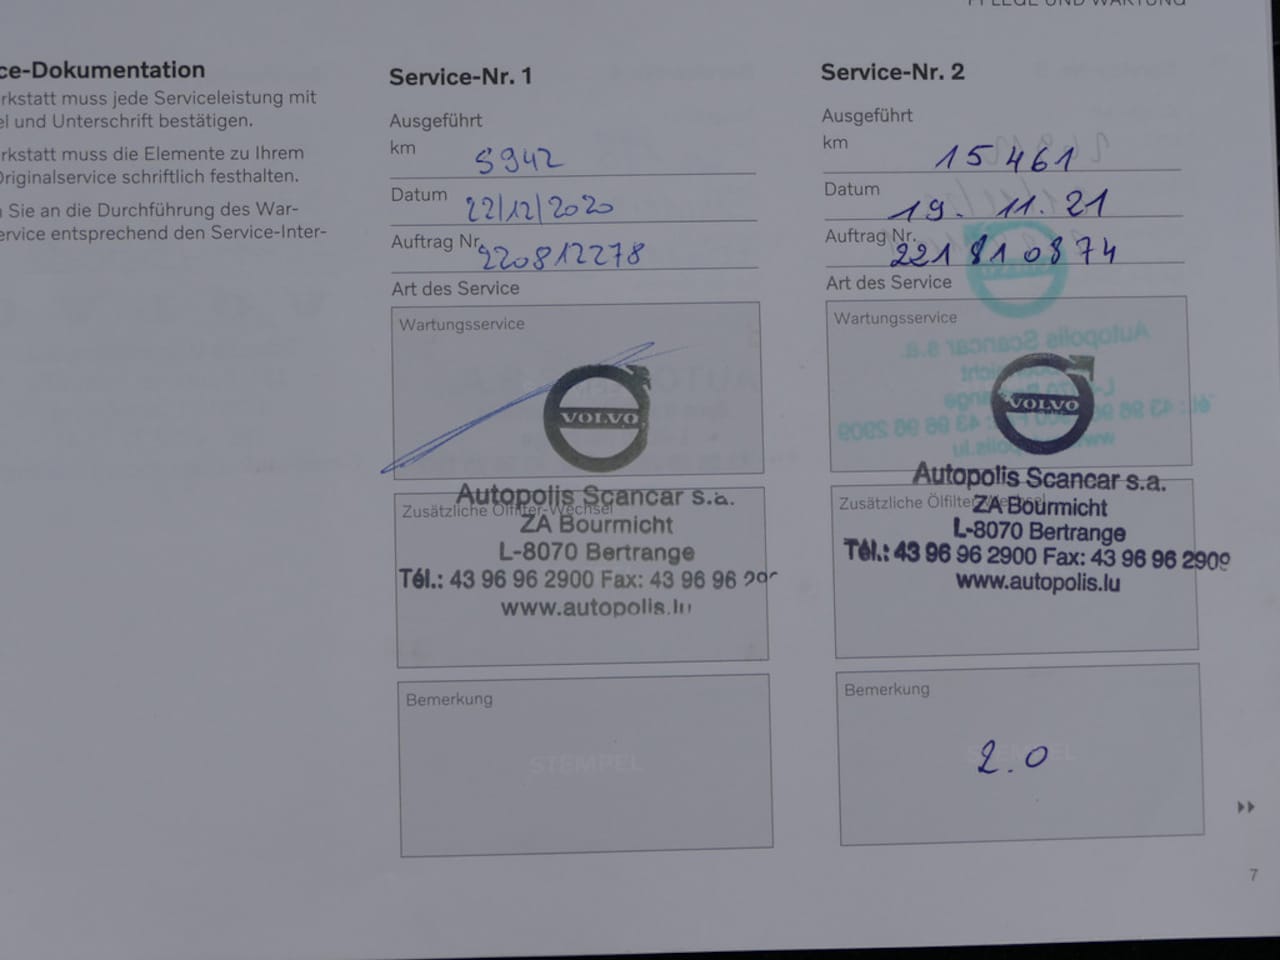 PFLEGE UND WARTUNG
ce-Dokumentation
rkstatt muss jede Serviceleistung mit
el und Unterschrift bestätigen.
rkstatt muss die Elemente zu Ihrem
Originalservice schriftlich festhalten.
n Sie an die Durchführung des War-
ervice entsprechend den Service-Inter-
Service-Nr. 1
Ausgeführt
km 5942
Datum 22/12/2020
Auftrag Nr. 220812278
Art des Service
Wartungsservice
VOLVO
Autopolis Scancar s.a.
Zusätzliche Ölfilter-Wechsel
ZA Bourmicht
L-8070 Bertrange
Tél.: 43 96 96 2900 Fax: 43 96 96 290
www.autopolis.lu
Bemerkung
STEMPEL
Service-Nr. 2
Ausgeführt
km 15461
Datum 19. 11. 21
Auftrag Nr. 221810874
Art des Service
Wartungsservice
VOLVO
Autopolis Scancar s.a.
Zusätzliche Ölfilter-Wechsel
ZA Bourmicht
L-8070 Bertrange
Tél.: 43 96 96 2900 Fax: 43 96 96 2909
www.autopolis.lu
Bemerkung
STEMPEL
2.0
7